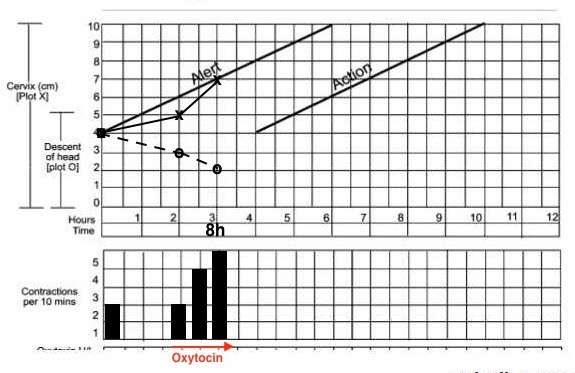 10
9
8
7
6
5
4
3
2
1
0
Cervix (cm)
[Plot X]
Descent
of head
[plot O]
Alert
Action
Hours 1 2 3 4 5 6 7 8 9 10 11 12
Time 8h
5
4
3
2
1
Contractions
per 10 mins
Oxytocin